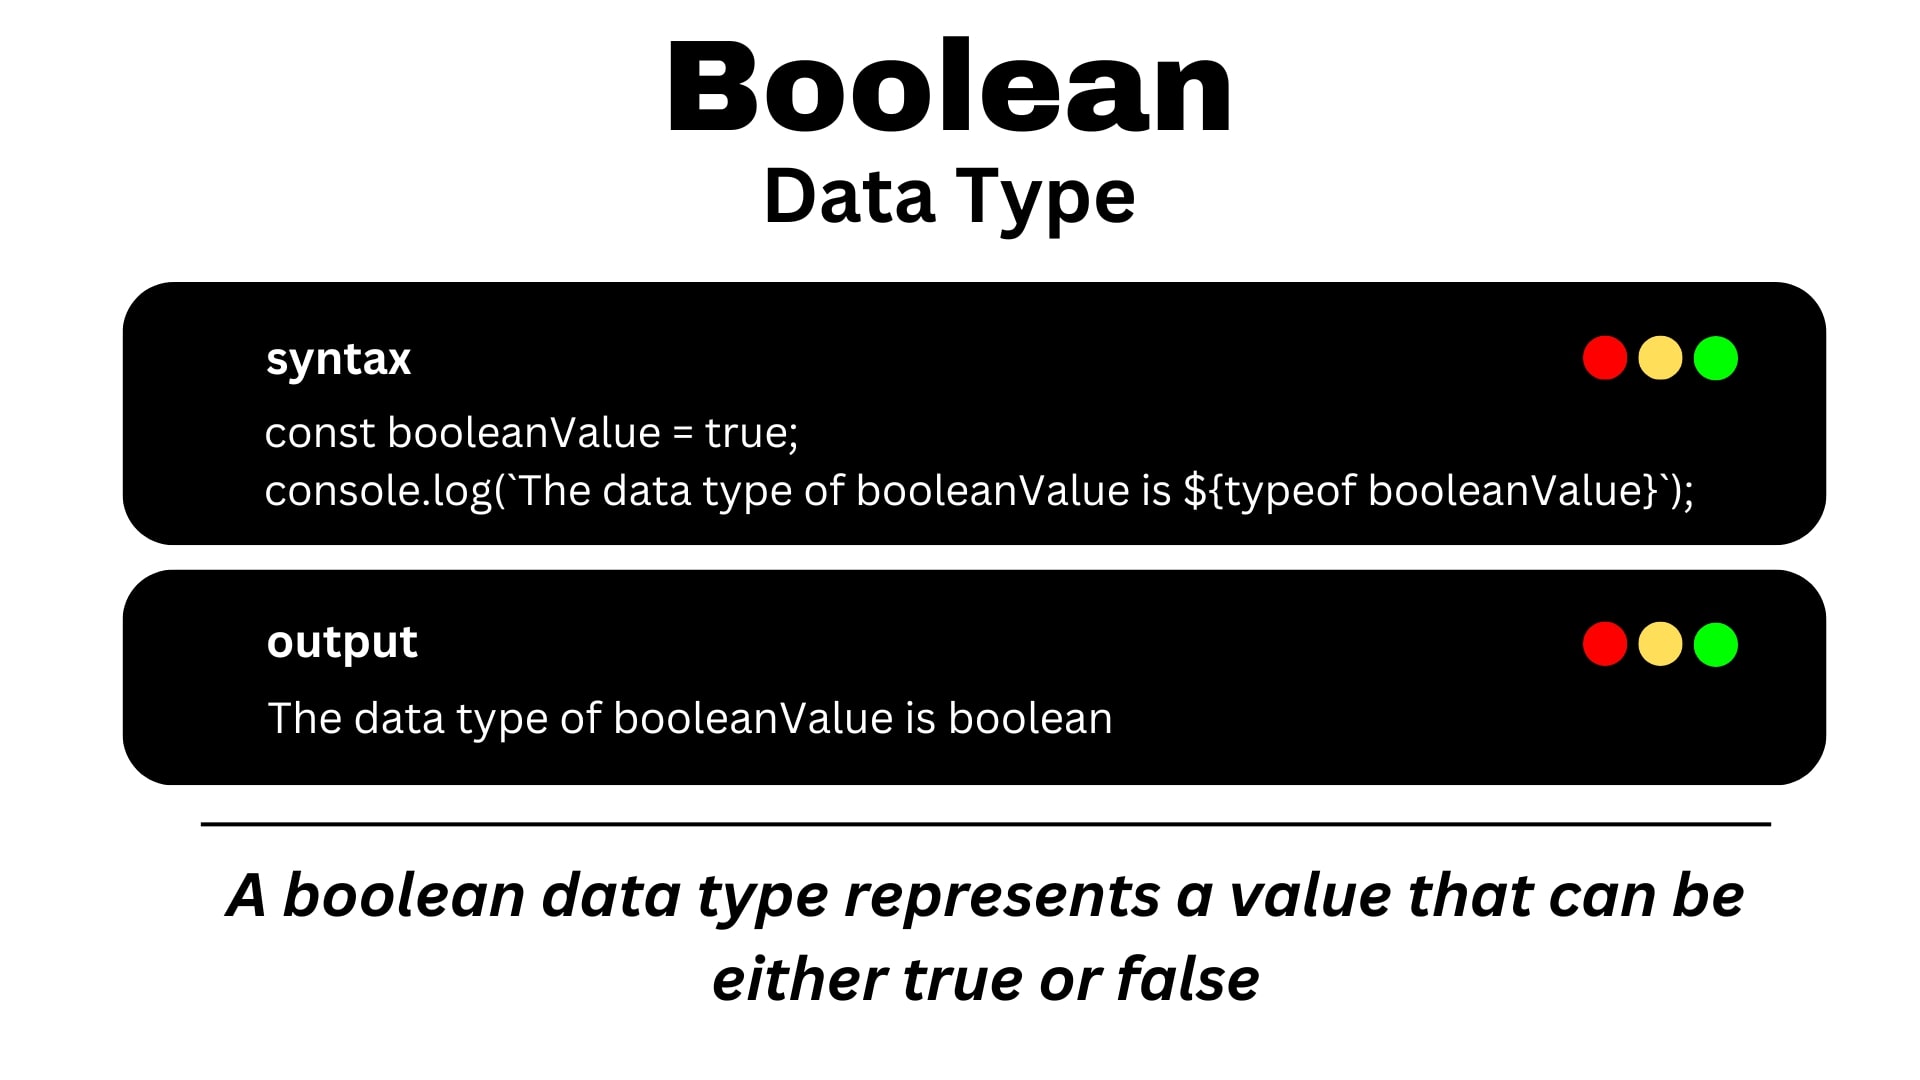 Boolean
Data Type
syntax
const booleanValue = true;
console.log(`The data type of booleanValue is ${typeof booleanValue}`);
output
The data type of booleanValue is boolean
A boolean data type represents a value that can be
either true or false